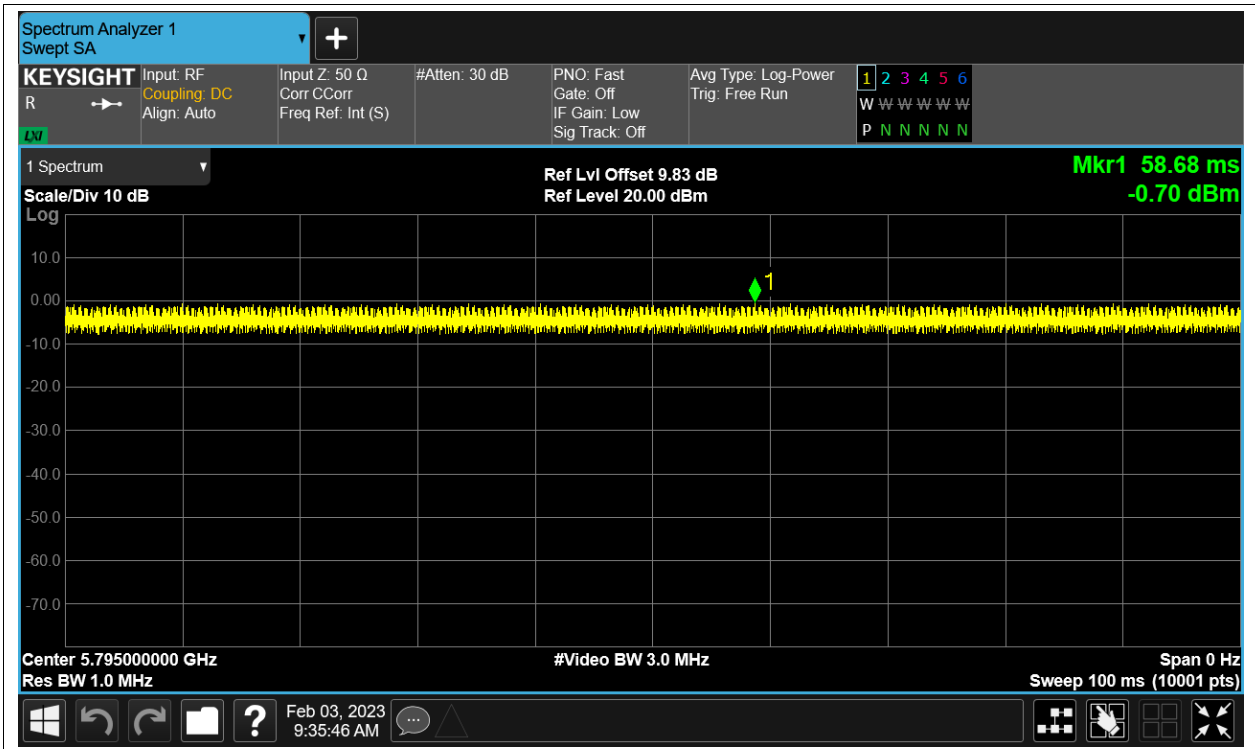 Spectrum Analyzer 1
Swept SA
KEYSIGHT
R
LXI
Input: RF
Coupling: DC
Align: Auto
Input Z: 50 Ω
Corr CCorr
Freq Ref: Int (S)
#Atten: 30 dB
PNO: Fast
Gate: Off
IF Gain: Low
Sig Track: Off
Avg Type: Log-Power
Trig: Free Run
1 2 3 4 5 6
W W W W W W
P N N N N N
1 Spectrum
Scale/Div 10 dB
Ref Lvl Offset 9.83 dB
Ref Level 20.00 dBm
Mkr1 58.68 ms
-0.70 dBm
Log
10.0
0.00
-10.0
-20.0
-30.0
-40.0
-50.0
-60.0
-70.0
1
Center 5.795000000 GHz
Res BW 1.0 MHz
#Video BW 3.0 MHz
Span 0 Hz
Sweep 100 ms (10001 pts)
?
Feb 03, 2023
9:35:46 AM